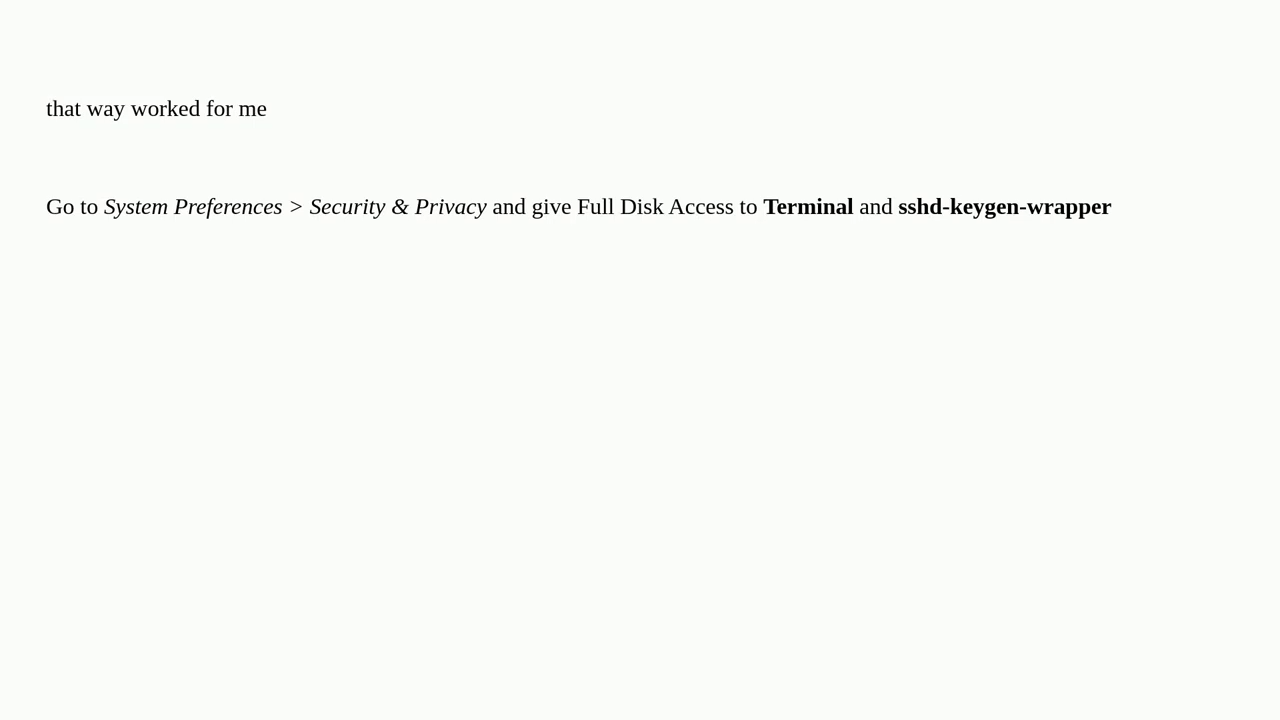 that way worked for me
Go to System Preferences > Security & Privacy and give Full Disk Access to Terminal and sshd-keygen-wrapper